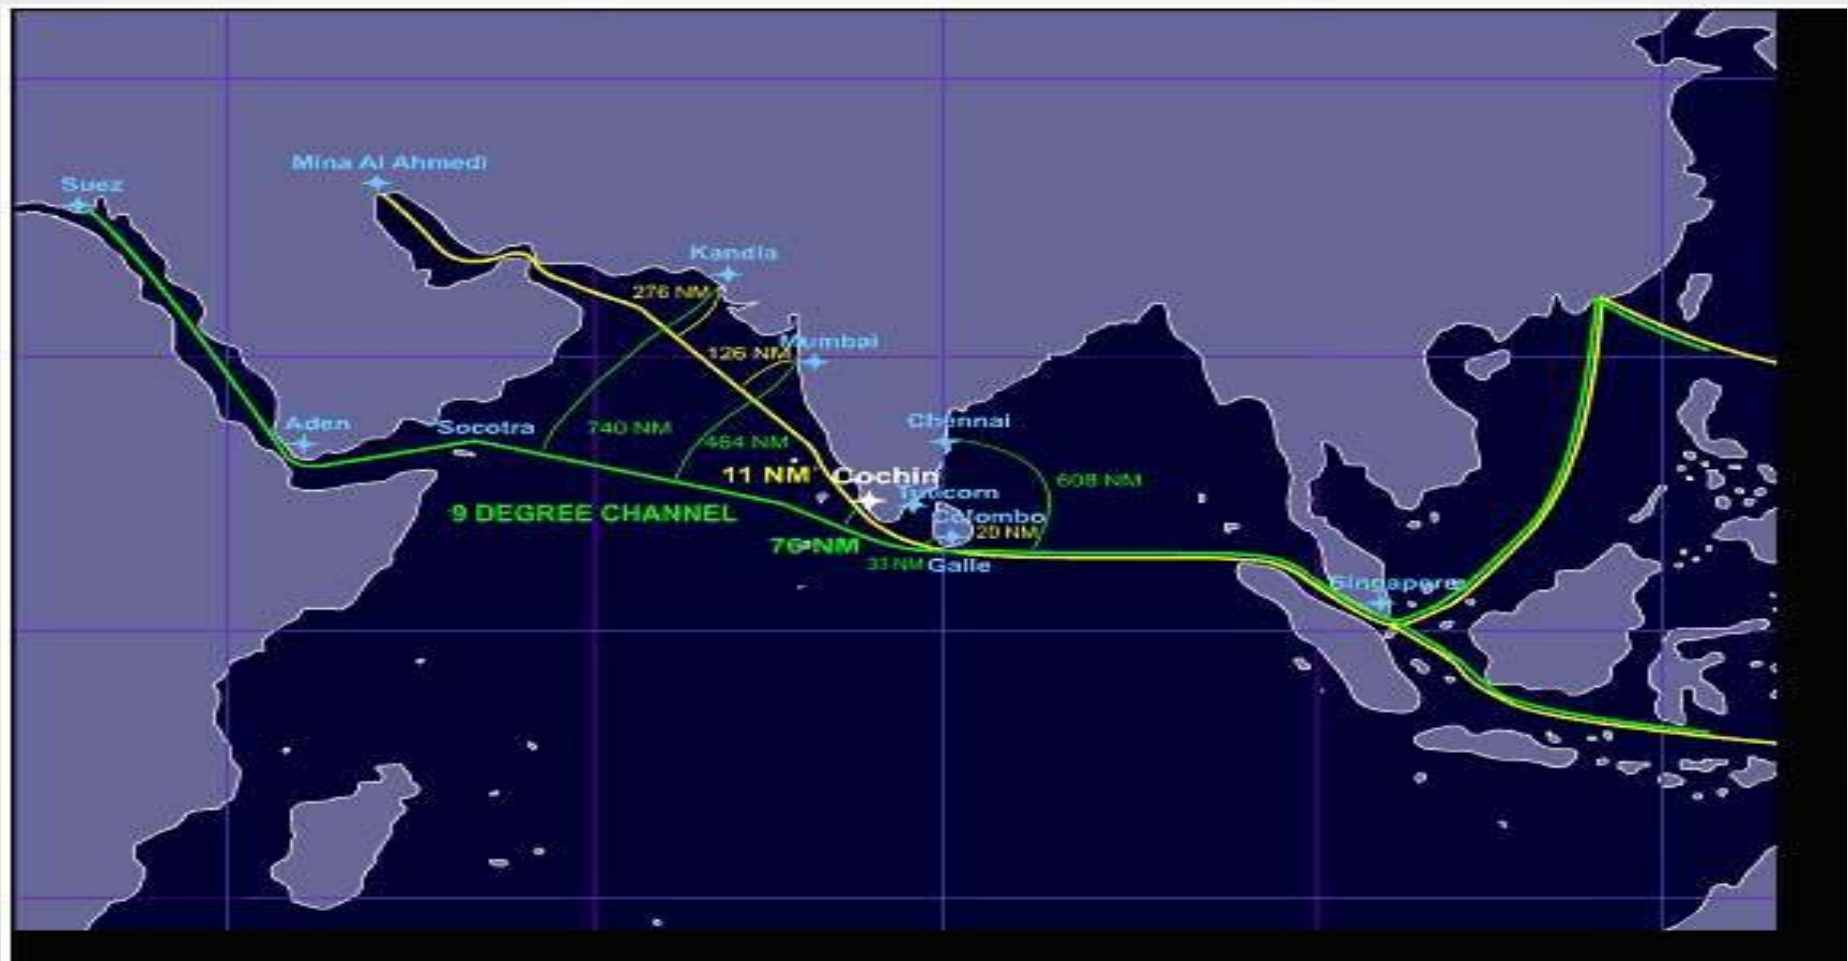 Mina Al Ahmedi
Suez
Kandla
276 NM
Mumbai
126 NM
Aden
Socotra
740 NM
464 NM
Chennai
11 NM
Cochin
608 NM
Tuticorn
9 DEGREE CHANNEL
Colombo
20 NM
76 NM
33 NM
Galle
Singapore